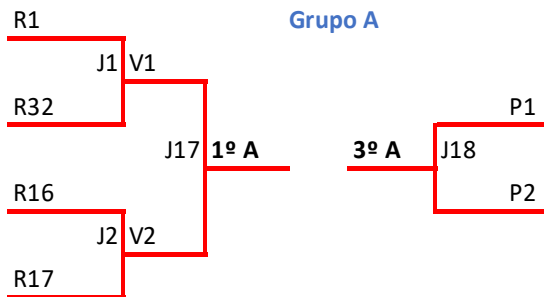 R1
Grupo A
J1 V1
R32
P1
J17 1º A
3º A J18
R16
P2
J2 V2
R17